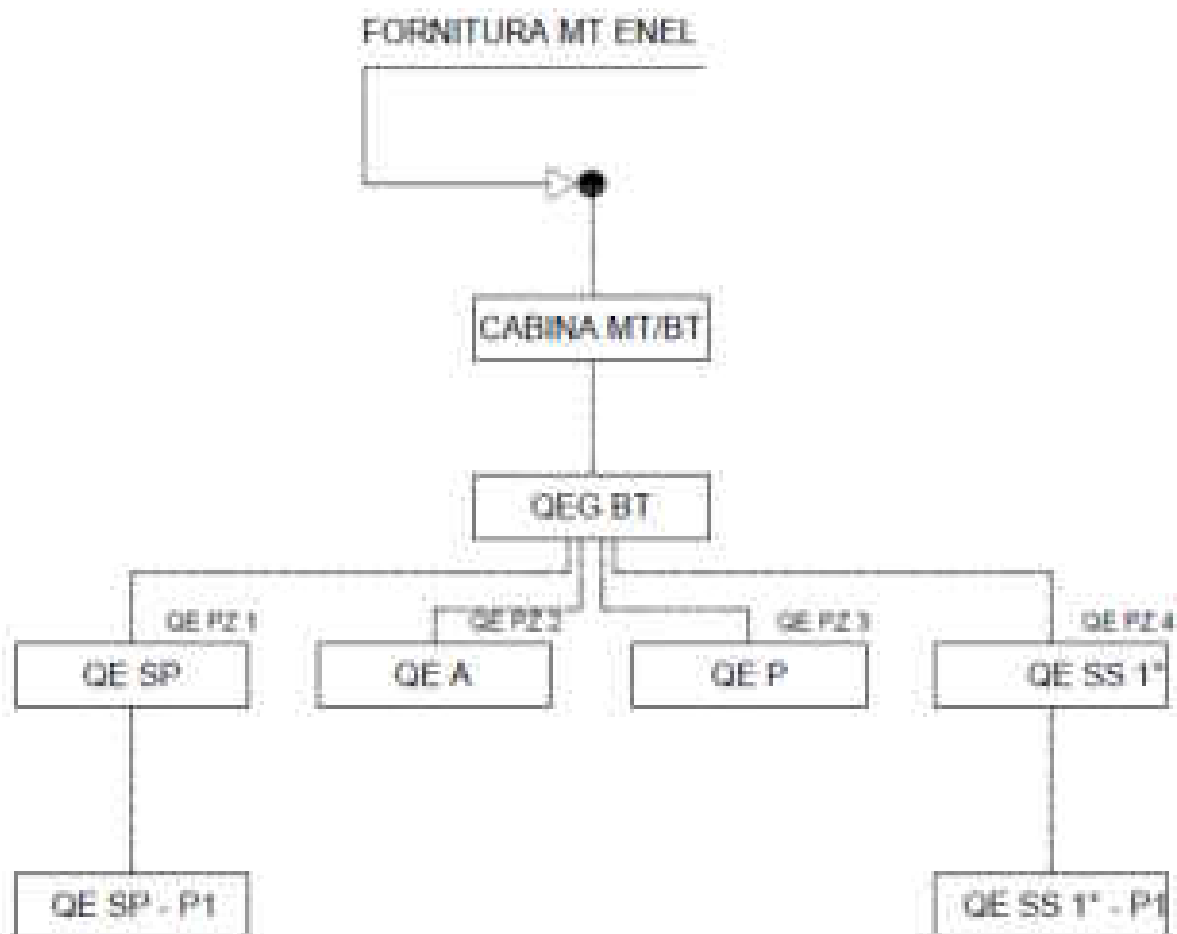 FORNITURA MT ENEL
CABINA MT/BT
QEG BT
QE PZ 1
QE PZ 2
QE PZ 3
QE PZ 4
QE SP
QE A
QE P
QE SS 1°
QE SP - P1
QE SS 1° - P1